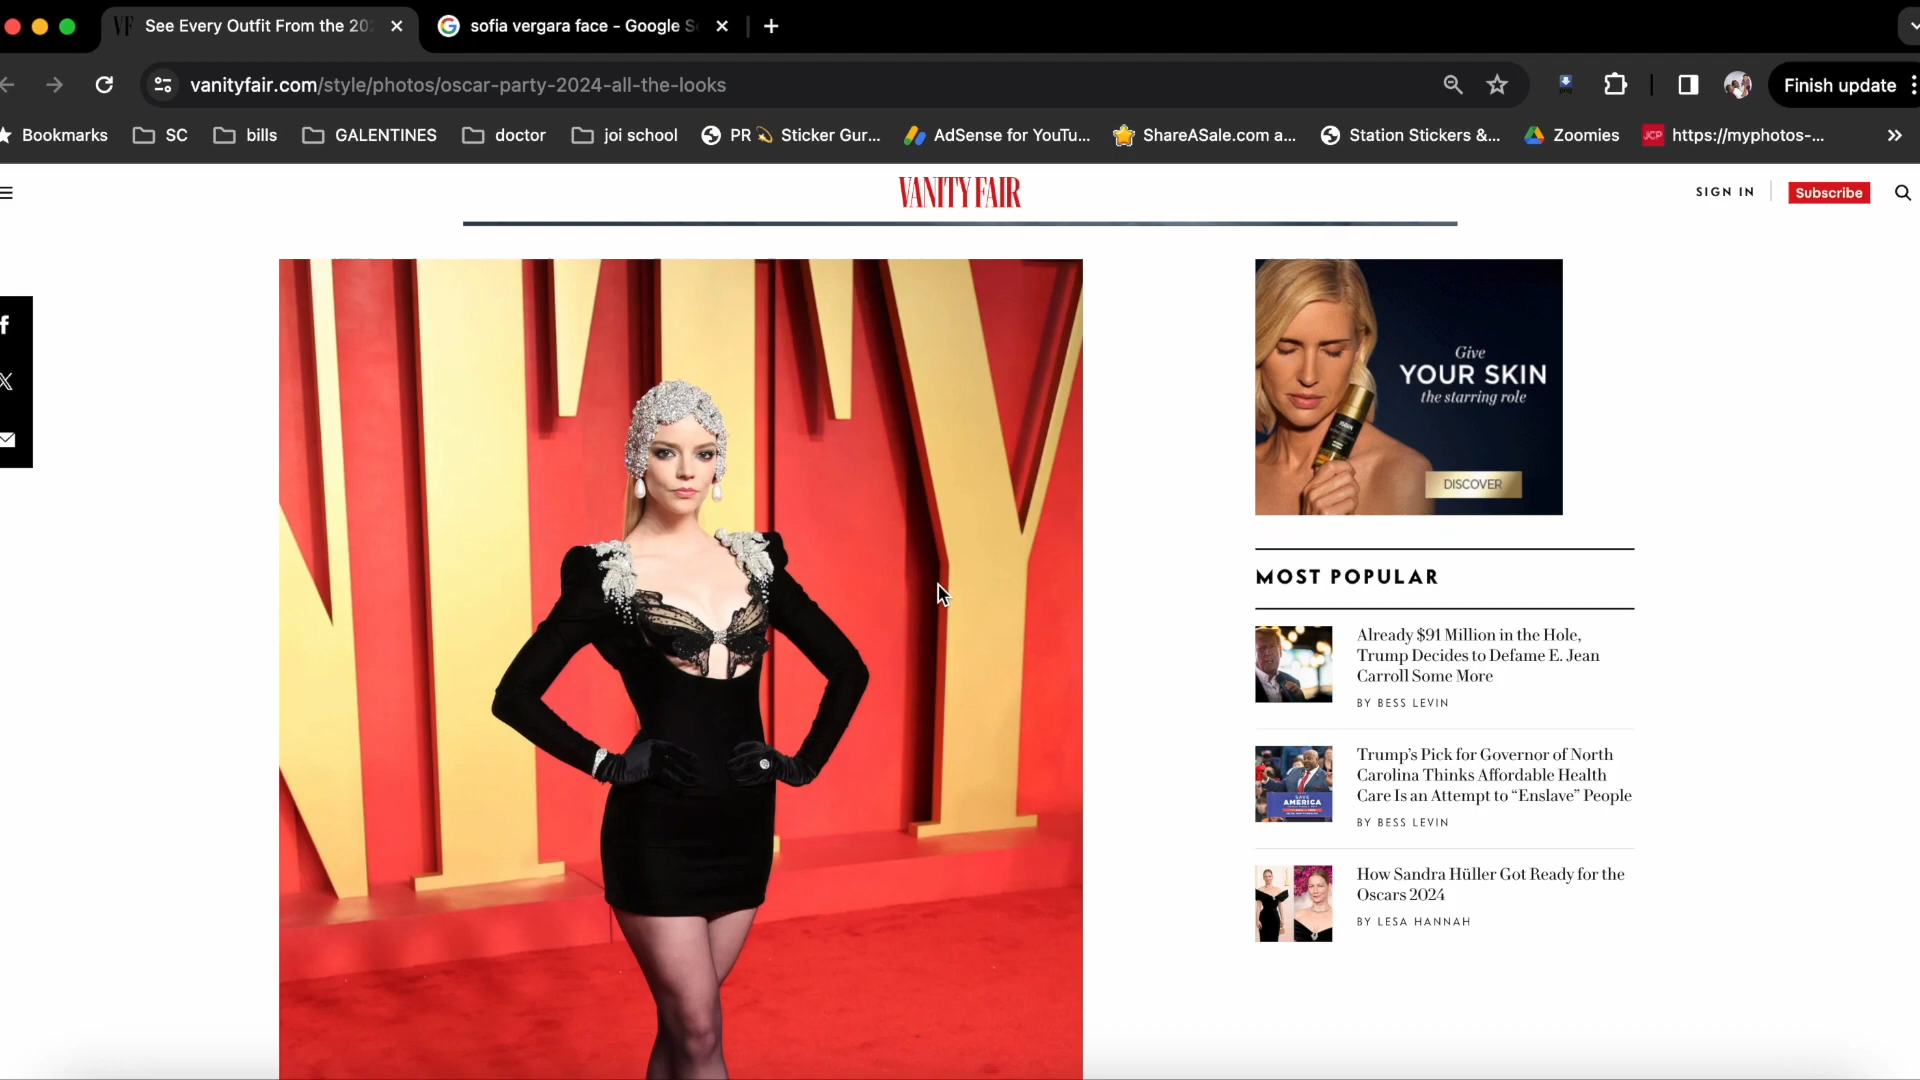 See Every Outfit From the 20
sofia vergara face - Google S
vanityfair.com/style/photos/oscar-party-2024-all-the-looks
Finish update
Bookmarks
SC
bills
GALENTINES
doctor
joi school
PR 💫 Sticker Gur...
AdSense for YouTu...
ShareASale.com a...
Station Stickers &...
Zoomies
JCP
https://myphotos-...
VANITY FAIR
SIGN IN
Subscribe
Give
YOUR SKIN
the starring role
DISCOVER
MOST POPULAR
Already $91 Million in the Hole,
Trump Decides to Defame E. Jean
Carroll Some More
BY BESS LEVIN
Trump's Pick for Governor of North
Carolina Thinks Affordable Health
Care Is an Attempt to “Enslave” People
BY BESS LEVIN
SAVE
AMERICA
How Sandra Hüller Got Ready for the
Oscars 2024
BY LESA HANNAH